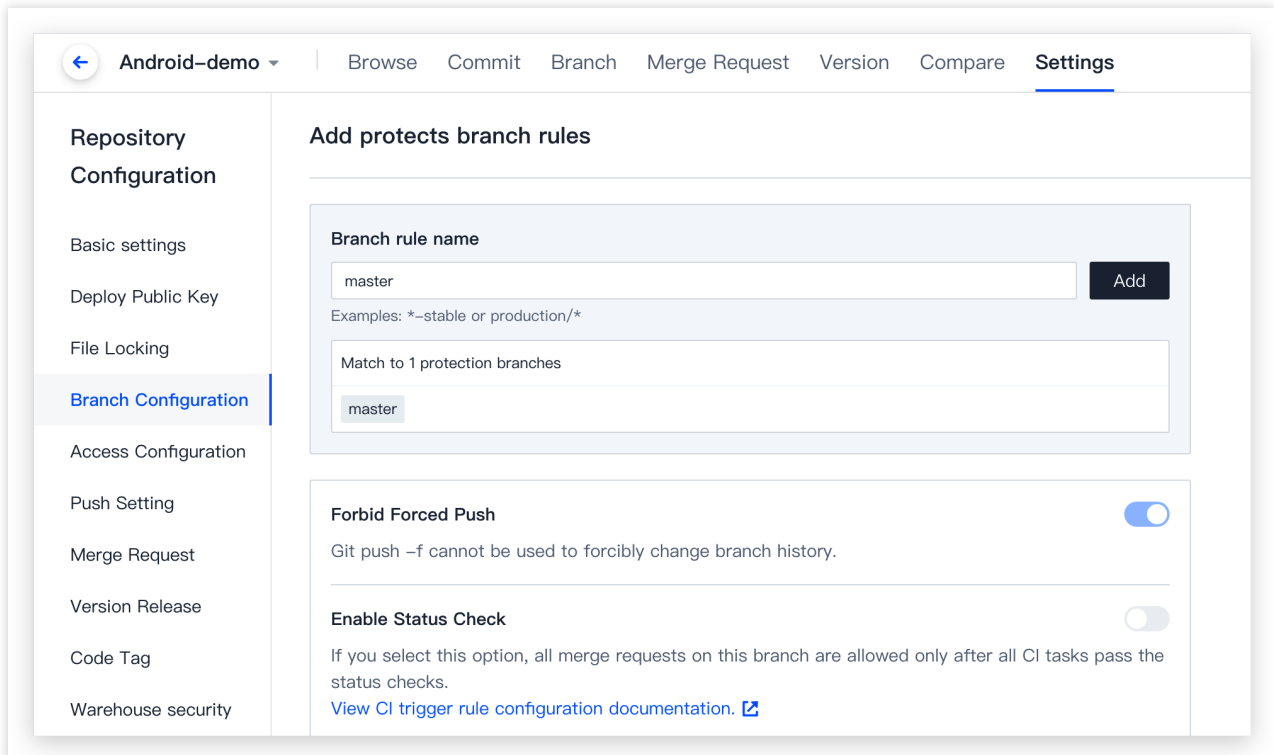 Android-demo Browse Commit Branch Merge Request Version Compare Settings
Repository
Configuration
Basic settings
Deploy Public Key
File Locking
Branch Configuration
Access Configuration
Push Setting
Merge Request
Version Release
Code Tag
Warehouse security
Add protects branch rules
Branch rule name
master
Add
Examples: *-stable or production/*
Match to 1 protection branches
master
Forbid Forced Push
Git push -f cannot be used to forcibly change branch history.
Enable Status Check
If you select this option, all merge requests on this branch are allowed only after all CI tasks pass the
status checks.
View CI trigger rule configuration documentation.